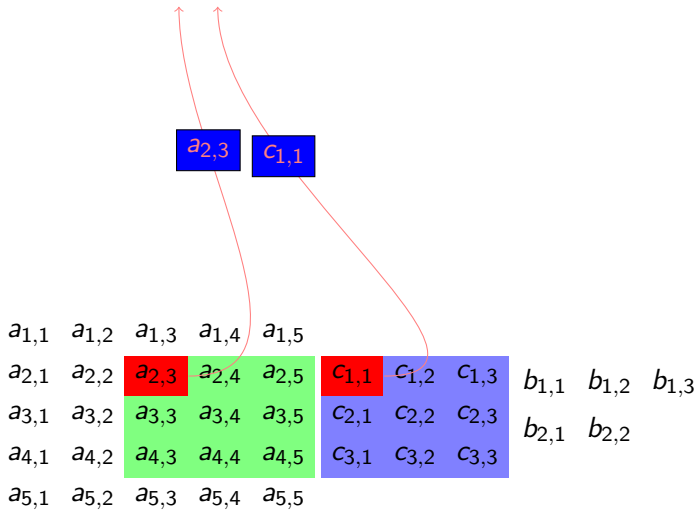 a2,3 c1,1
a1,1 a1,2 a1,3 a1,4 a1,5
a2,1 a2,2 a2,3 a2,4 a2,5 c1,1 c1,2 c1,3 b1,1 b1,2 b1,3
a3,1 a3,2 a3,3 a3,4 a3,5 c2,1 c2,2 c2,3 b2,1 b2,2
a4,1 a4,2 a4,3 a4,4 a4,5 c3,1 c3,2 c3,3
a5,1 a5,2 a5,3 a5,4 a5,5